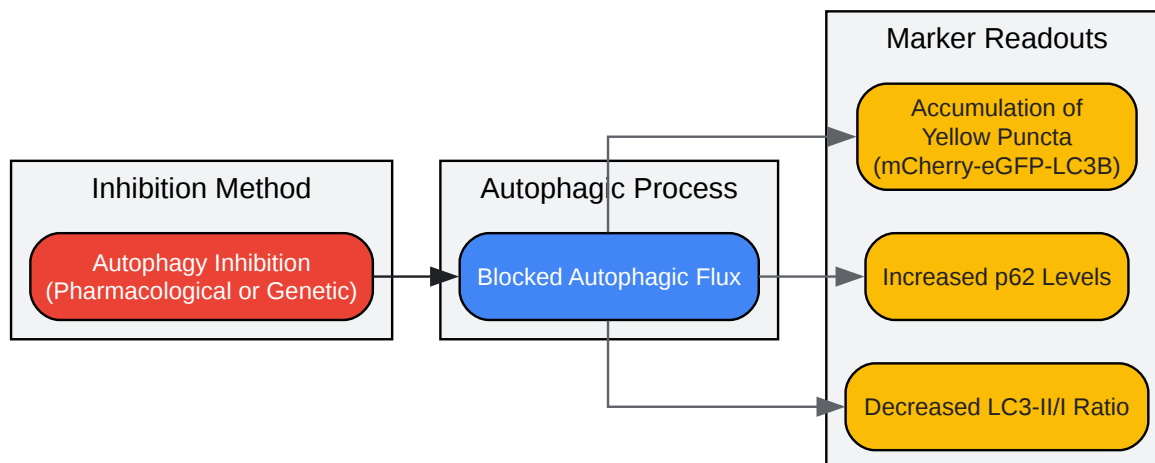 Inhibition Method
Autophagy Inhibition
(Pharmacological or Genetic)
Autophagic Process
Blocked Autophagic Flux
Marker Readouts
Accumulation of
Yellow Puncta
(mCherry-eGFP-LC3B)
Increased p62 Levels
Decreased LC3-II/I Ratio